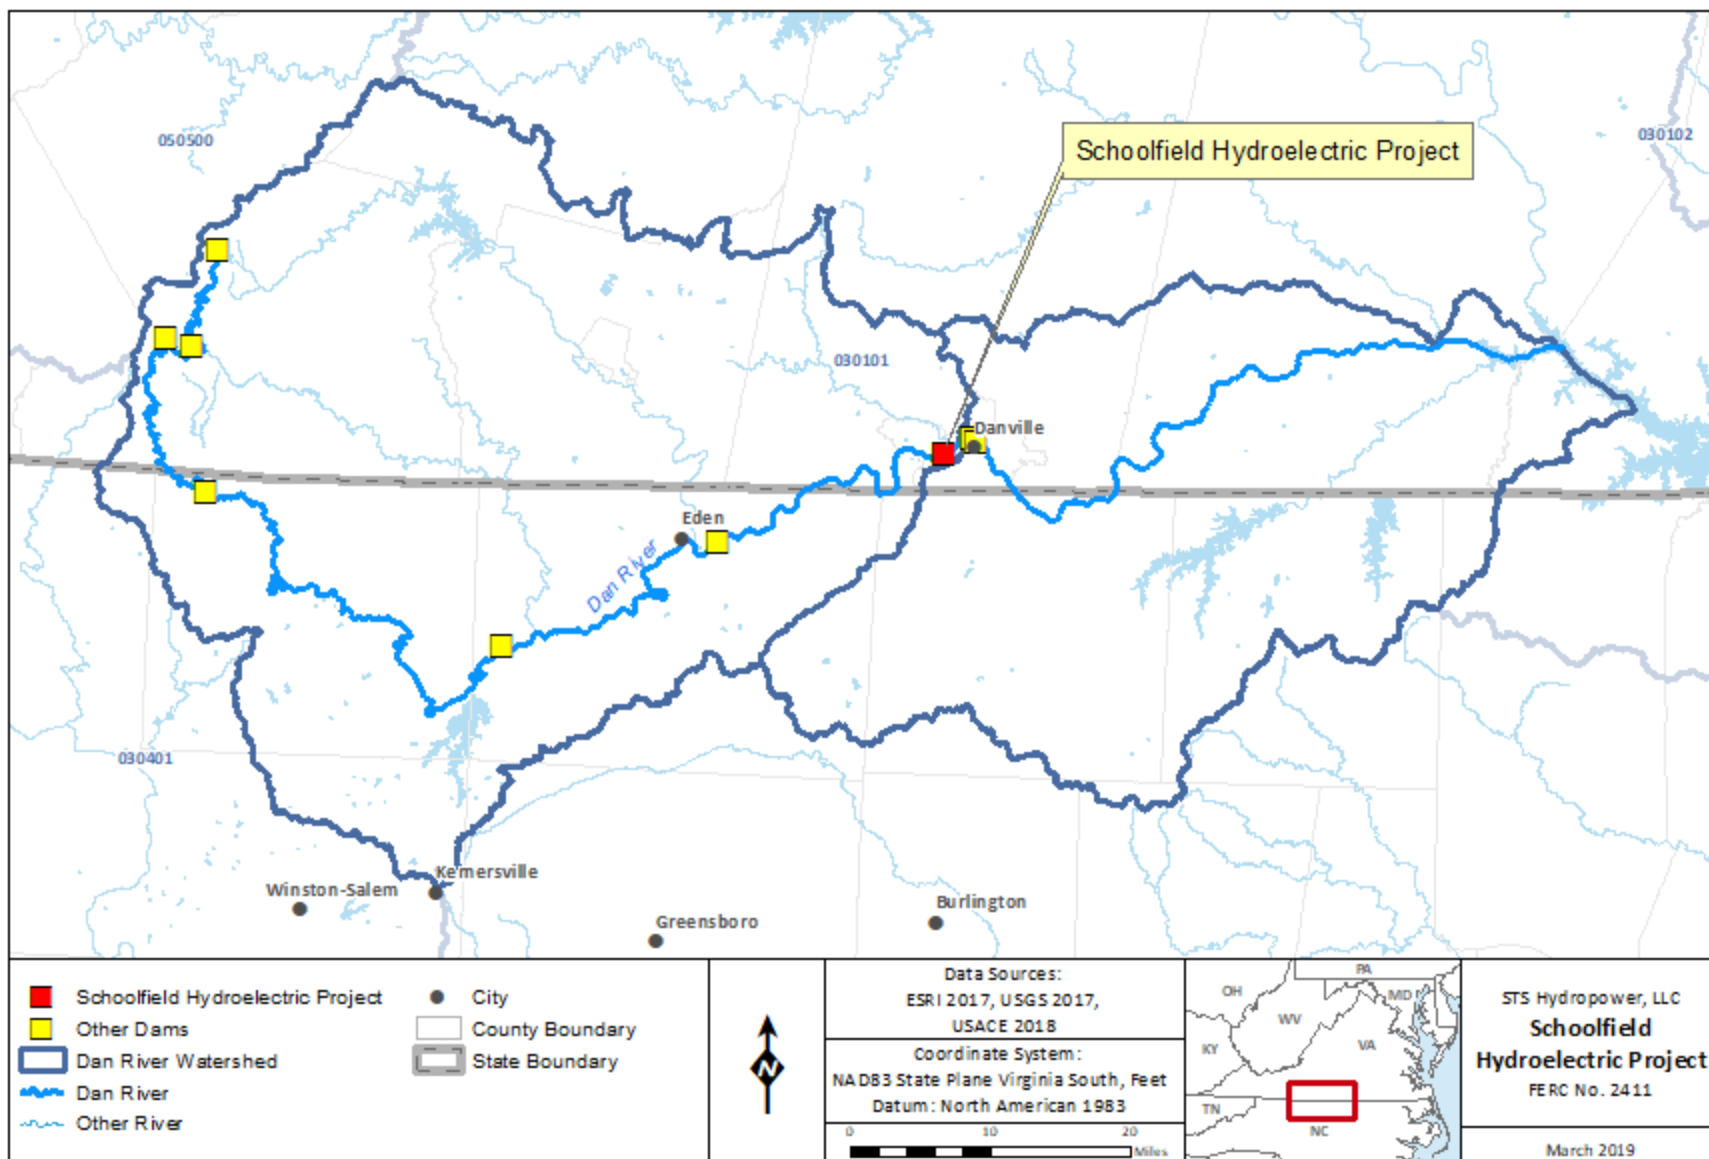 050500
030102
Schoolfield Hydroelectric Project
030101
Danville
Eden
Dan River
030401
Kernersville
Winston-Salem
Greensboro
Burlington
Schoolfield Hydroelectric Project
Other Dams
Dan River Watershed
Dan River
Other River
City
County Boundary
State Boundary
N
Data Sources:
ESRI 2017, USGS 2017,
USACE 2018
Coordinate System:
NAD83 State Plane Virginia South, Feet
Datum: North American 1983
0 10 20
Miles
PA
OH
MD
WV
VA
KY
TN
NC
STS Hydropower, LLC
Schoolfield
Hydroelectric Project
FERC No. 2411
March 2019